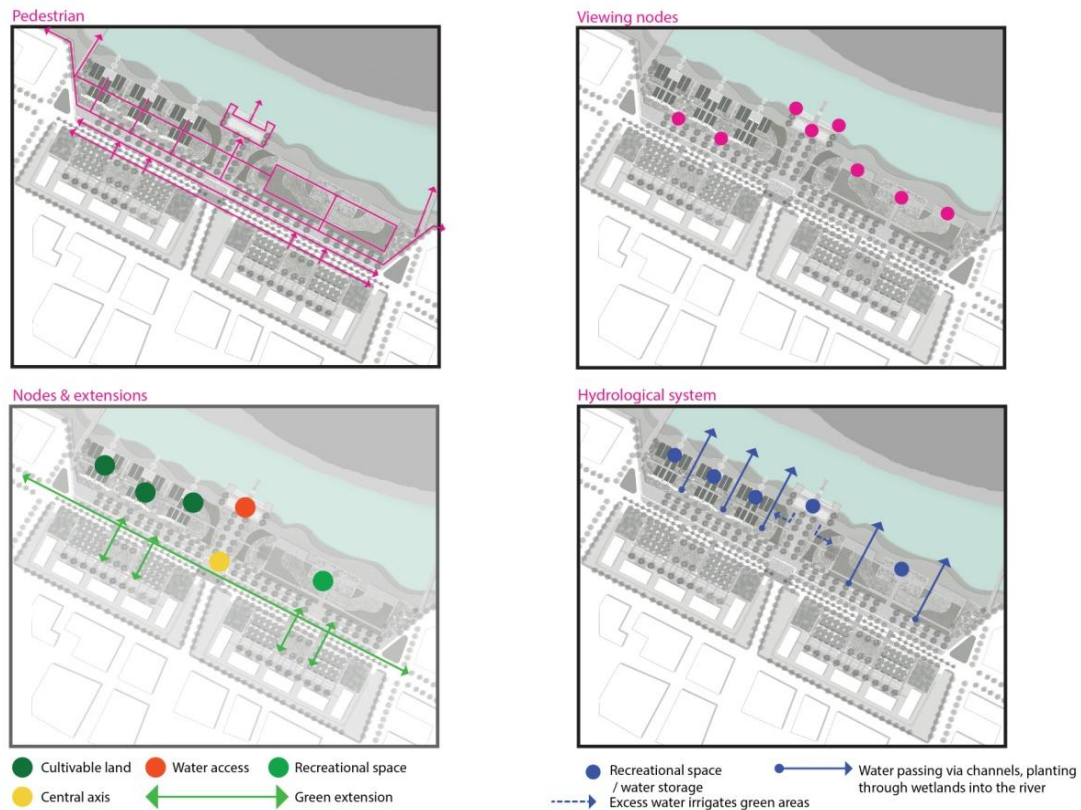 Pedestrian
Viewing nodes
Nodes & extensions
Hydrological system
Cultivable land
Water access
Recreational space
Central axis
Green extension
Recreational space
/ water storage
Water passing via channels, planting
through wetlands into the river
Excess water irrigates green areas